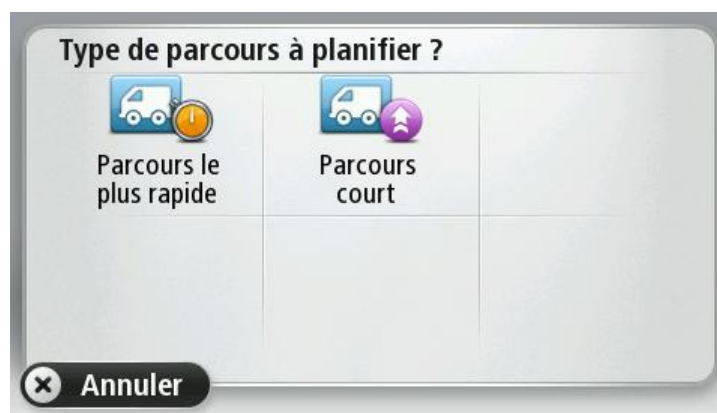 Type de parcours à planifier ?
Parcours le
plus rapide
Parcours
court
Annuler